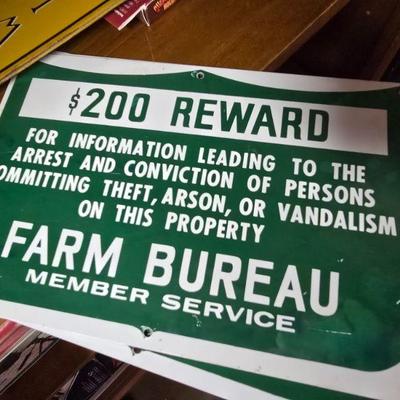 $200 REWARD
FOR INFORMATION LEADING TO THE
ARREST AND CONVICTION OF PERSONS
OMMITTING THEFT, ARSON, OR VANDALISM
ON THIS PROPERTY
FARM BUREAU
MEMBER SERVICE